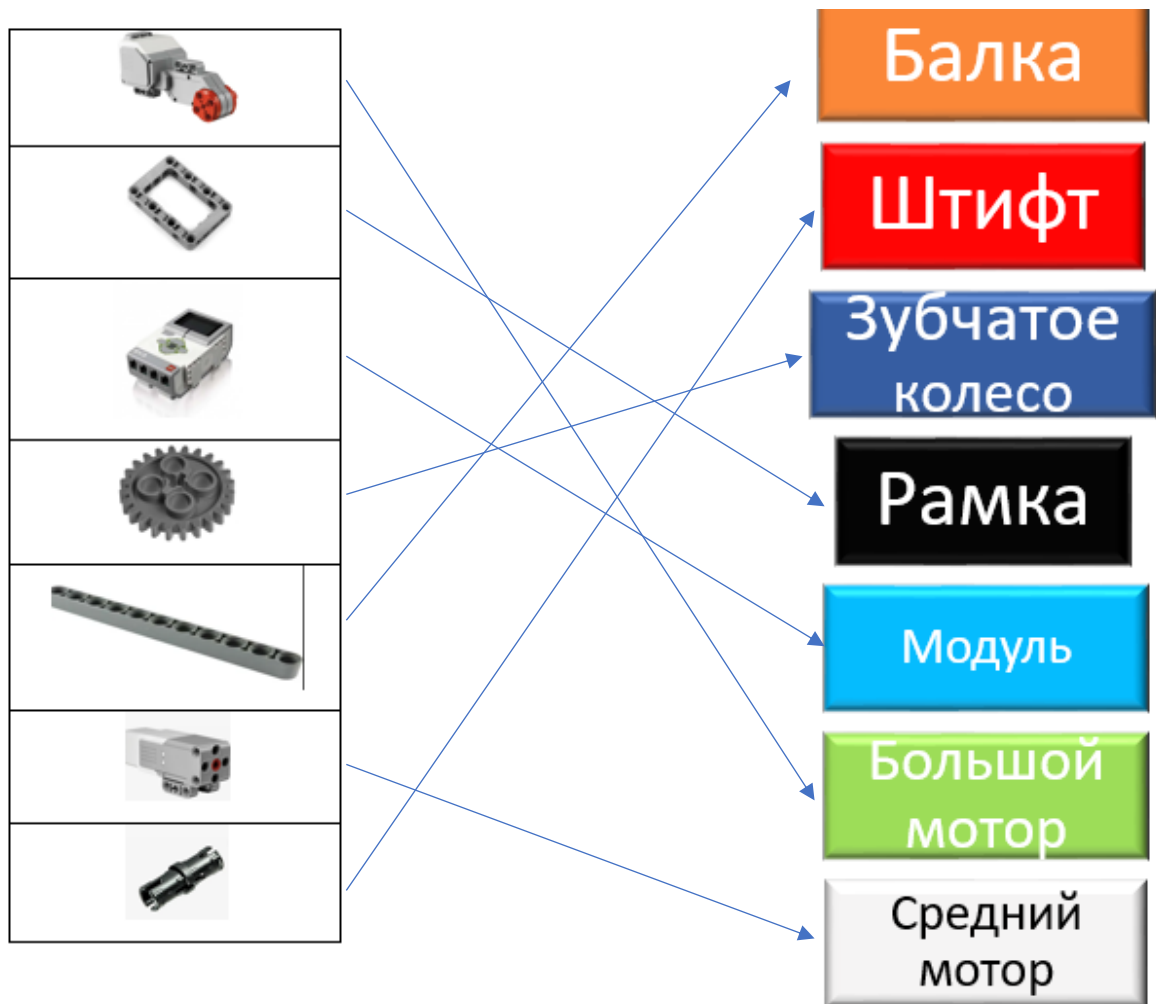 Балка
Штифт
Зубчатое
колесо
Рамка
Модуль
Большой
мотор
Средний
мотор